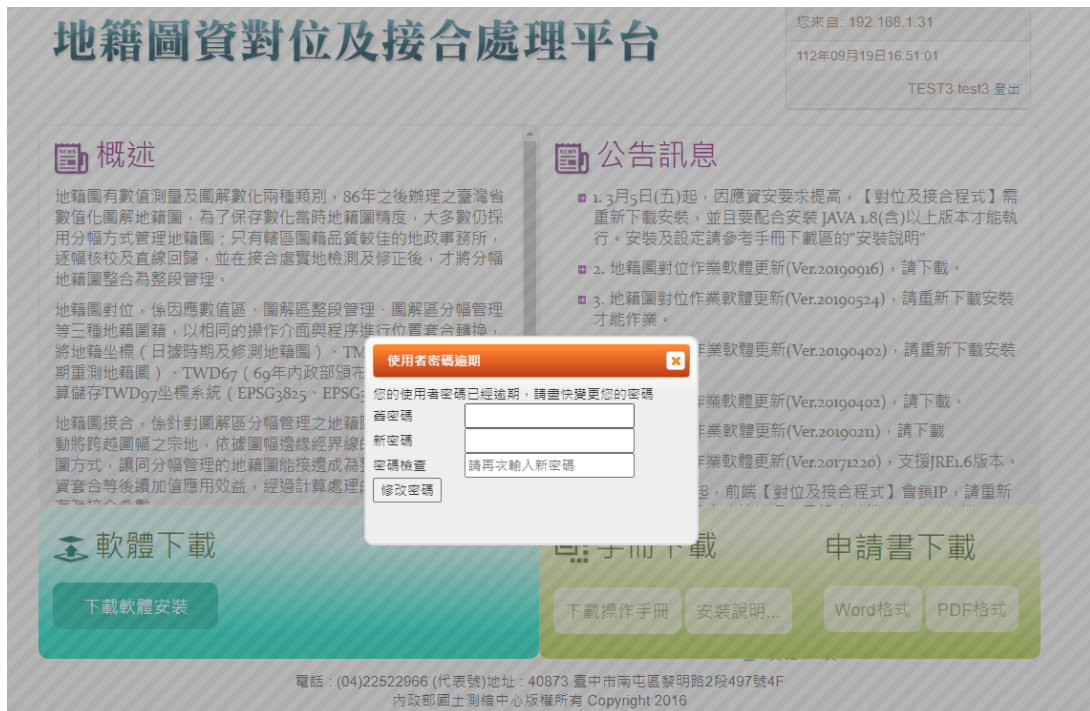 地籍圖資對位及接合處理平台
您來自: 192.168.1.31
112年09月19日16:51:01
TEST3 test3 登出
概述
地籍圖有數值測量及圖解數化兩種類別，86年之後辦理之臺灣省
數值化圖解地籍圖，為了保存數化當時地籍圖精度，大多數仍採
用分幅方式管理地籍圖；只有轄區圖籍品質較佳的地政事務所，
逐幅核校及直線回歸，並在接合處實地檢測及修正後，才將分幅
地籍圖整合為整段管理。
地籍圖對位，係因應數值區、圖解區整段管理、圖解區分幅管理
等三種地籍圖籍，以相同的操作介面與程序進行位置套合轉換，
將地籍坐標（日據時期及修測地籍圖）、TM
期重測地籍圖）、TWD67（69年內政部頒布
算儲存TWD97坐標系統（EPSG3825、EPSG3
地籍圖接合，係針對圖解區分幅管理之地籍圖
動將跨越圖幅之宗地，依據圖幅邊緣經界線的
圖方式，讓同分幅管理的地籍圖能接邊成為
資套合等後續加值應用效益，經過計算處理的
公告訊息
1. 3月5日(五)起，因應資安要求提高，【對位及接合程式】需
重新下載安裝，並且要配合安裝 JAVA 1.8(含)以上版本才能執
行。安裝及設定請參考手冊下載區的"安裝說明"
2. 地籍圖對位作業軟體更新(Ver.20190916)，請下載。
3. 地籍圖對位作業軟體更新(Ver.20190524)，請重新下載安裝
才能作業。
作業軟體更新(Ver.20190402)，請重新下載安裝
作業軟體更新(Ver.20190402)，請下載。
作業軟體更新(Ver.20190211)，請下載
作業軟體更新(Ver.20171220)，支援JRE1.6版本。
起，前端【對位及接合程式】會鎖IP，請重新
使用者密碼逾期
您的使用者密碼已經逾期，請盡快變更您的密碼
舊密碼
新密碼
密碼檢查 請再次輸入新密碼
修改密碼
軟體下載
下載軟體安裝
手冊下載
下載操作手冊 安裝說明...
申請書下載
Word格式 PDF格式
電話 : (04)22522966 (代表號)地址 : 40873 臺中市南屯區黎明路2段497號4F
內政部國土測繪中心版權所有 Copyright 2016